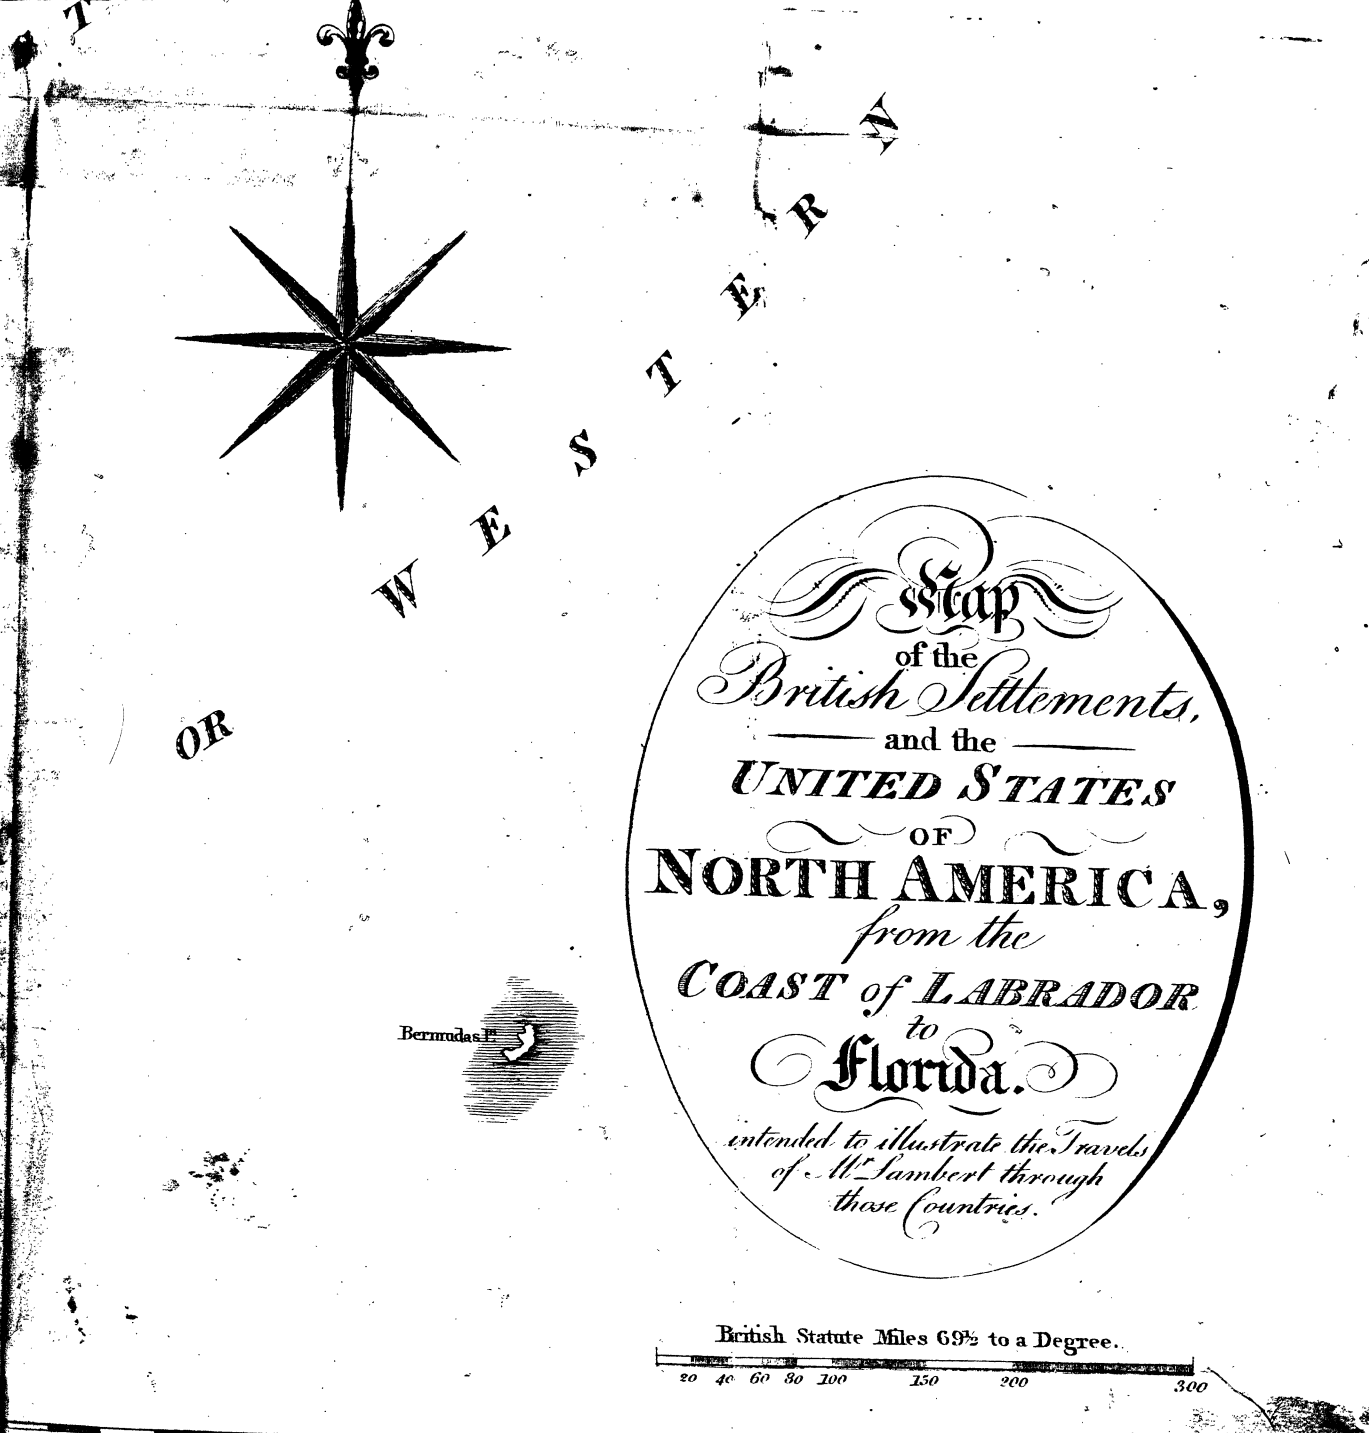 T
OR WESTERN
Map
of the
British Settlements,
and the
UNITED STATES
OF
NORTH AMERICA,
from the
COAST of LABRADOR
to
Florida.
intended to illustrate the Travels
of Mr Lambert through
those Countries.
Bermudas Is
British Statute Miles 69½ to a Degree.
20 40 60 80 100 150 200 300